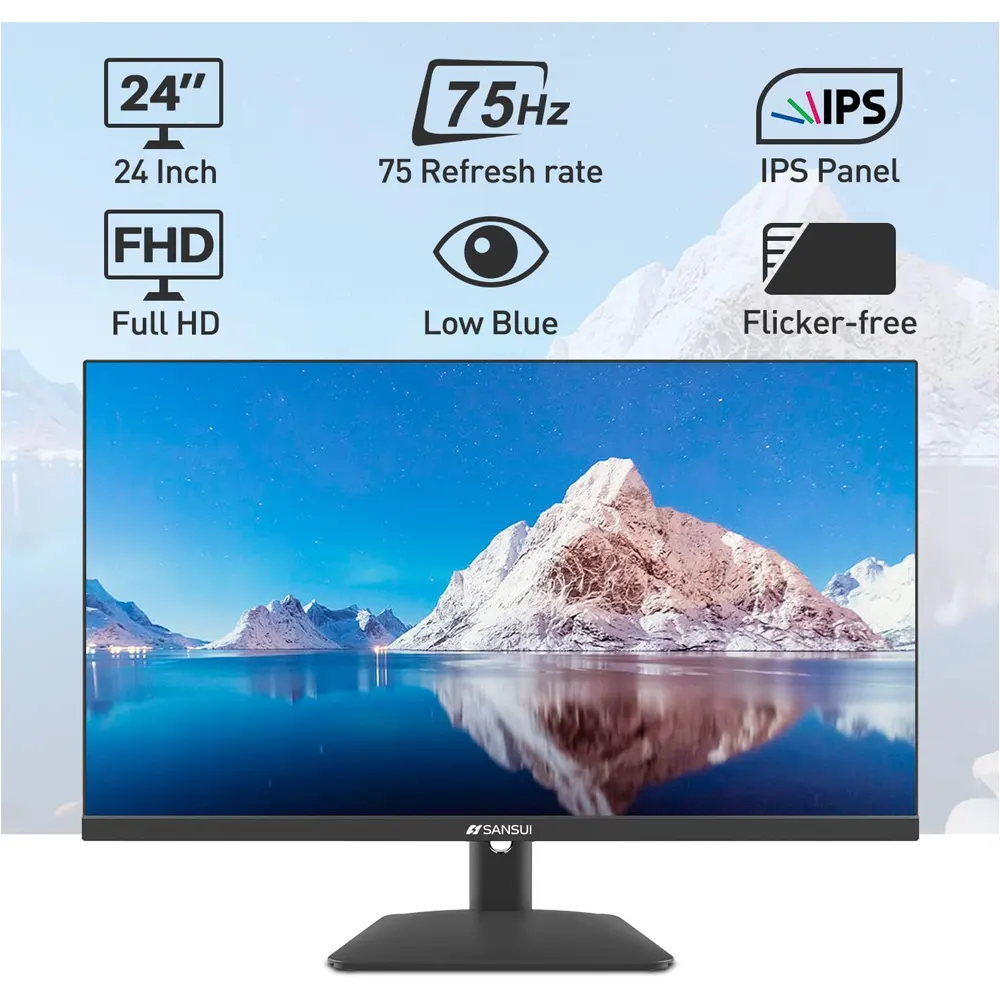 24″
75Hz
IPS
24 Inch
75 Refresh rate
IPS Panel
FHD
Full HD
Low Blue
Flicker-free
SANSUI